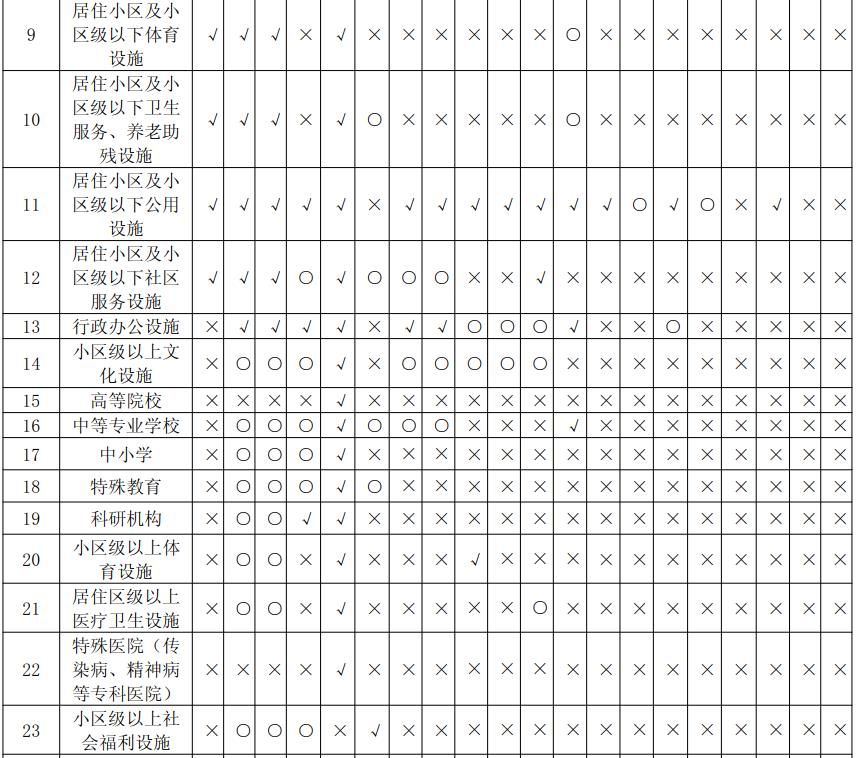 9
居住小区及小
区级以下体育
设施
√ √ √ × √ × × × × × × ○ × × × × × × × ×
10
居住小区及小
区级以下卫生
服务、养老助
残设施
√ √ √ × √ ○ × × × × × ○ × × × × × × × ×
11
居住小区及小
区级以下公用
设施
√ √ √ √ √ × √ √ √ √ √ √ √ ○ √ ○ × √ × ×
12
居住小区及小
区级以下社区
服务设施
√ √ √ ○ √ ○ ○ ○ × × √ × × × × × × × × ×
13 行政办公设施 × √ √ √ √ × √ √ ○ ○ ○ √ × × ○ × × × × ×
14
小区级以上文
化设施
× ○ ○ ○ √ × ○ ○ ○ ○ ○ × × × × × × × × ×
15 高等院校 × × × × √ × × × × × × × × × × × × × × ×
16 中等专业学校 × ○ ○ ○ √ ○ ○ ○ × × × √ × × × × × × × ×
17 中小学 × ○ ○ ○ √ × × × × × × × × × × × × × × ×
18 特殊教育 × ○ ○ ○ √ ○ × × × × × × × × × × × × × ×
19 科研机构 × ○ ○ √ √ × × × × × × × × × × × × × × ×
20
小区级以上体
育设施
× ○ ○ × √ × × × √ × × × × × × × × × × ×
21
居住区级以上
医疗卫生设施
× ○ ○ × √ × × × × × ○ × × × × × × × × ×
22
特殊医院（传
染病、精神病
等专科医院）
× × × × √ × × × × × × × × × × × × × × ×
23
小区级以上社
会福利设施
× ○ ○ ○ × √ × × × × × × × × × × × × × ×